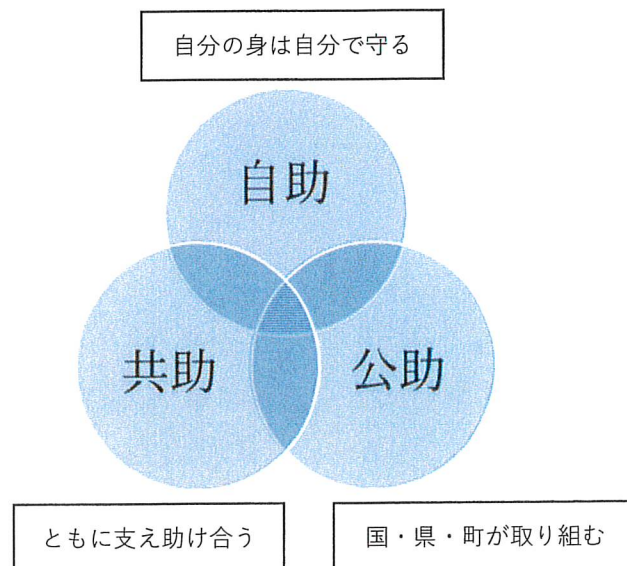 自分の身は自分で守る
自助
共助
公助
ともに支え助け合う
国・県・町が取り組む